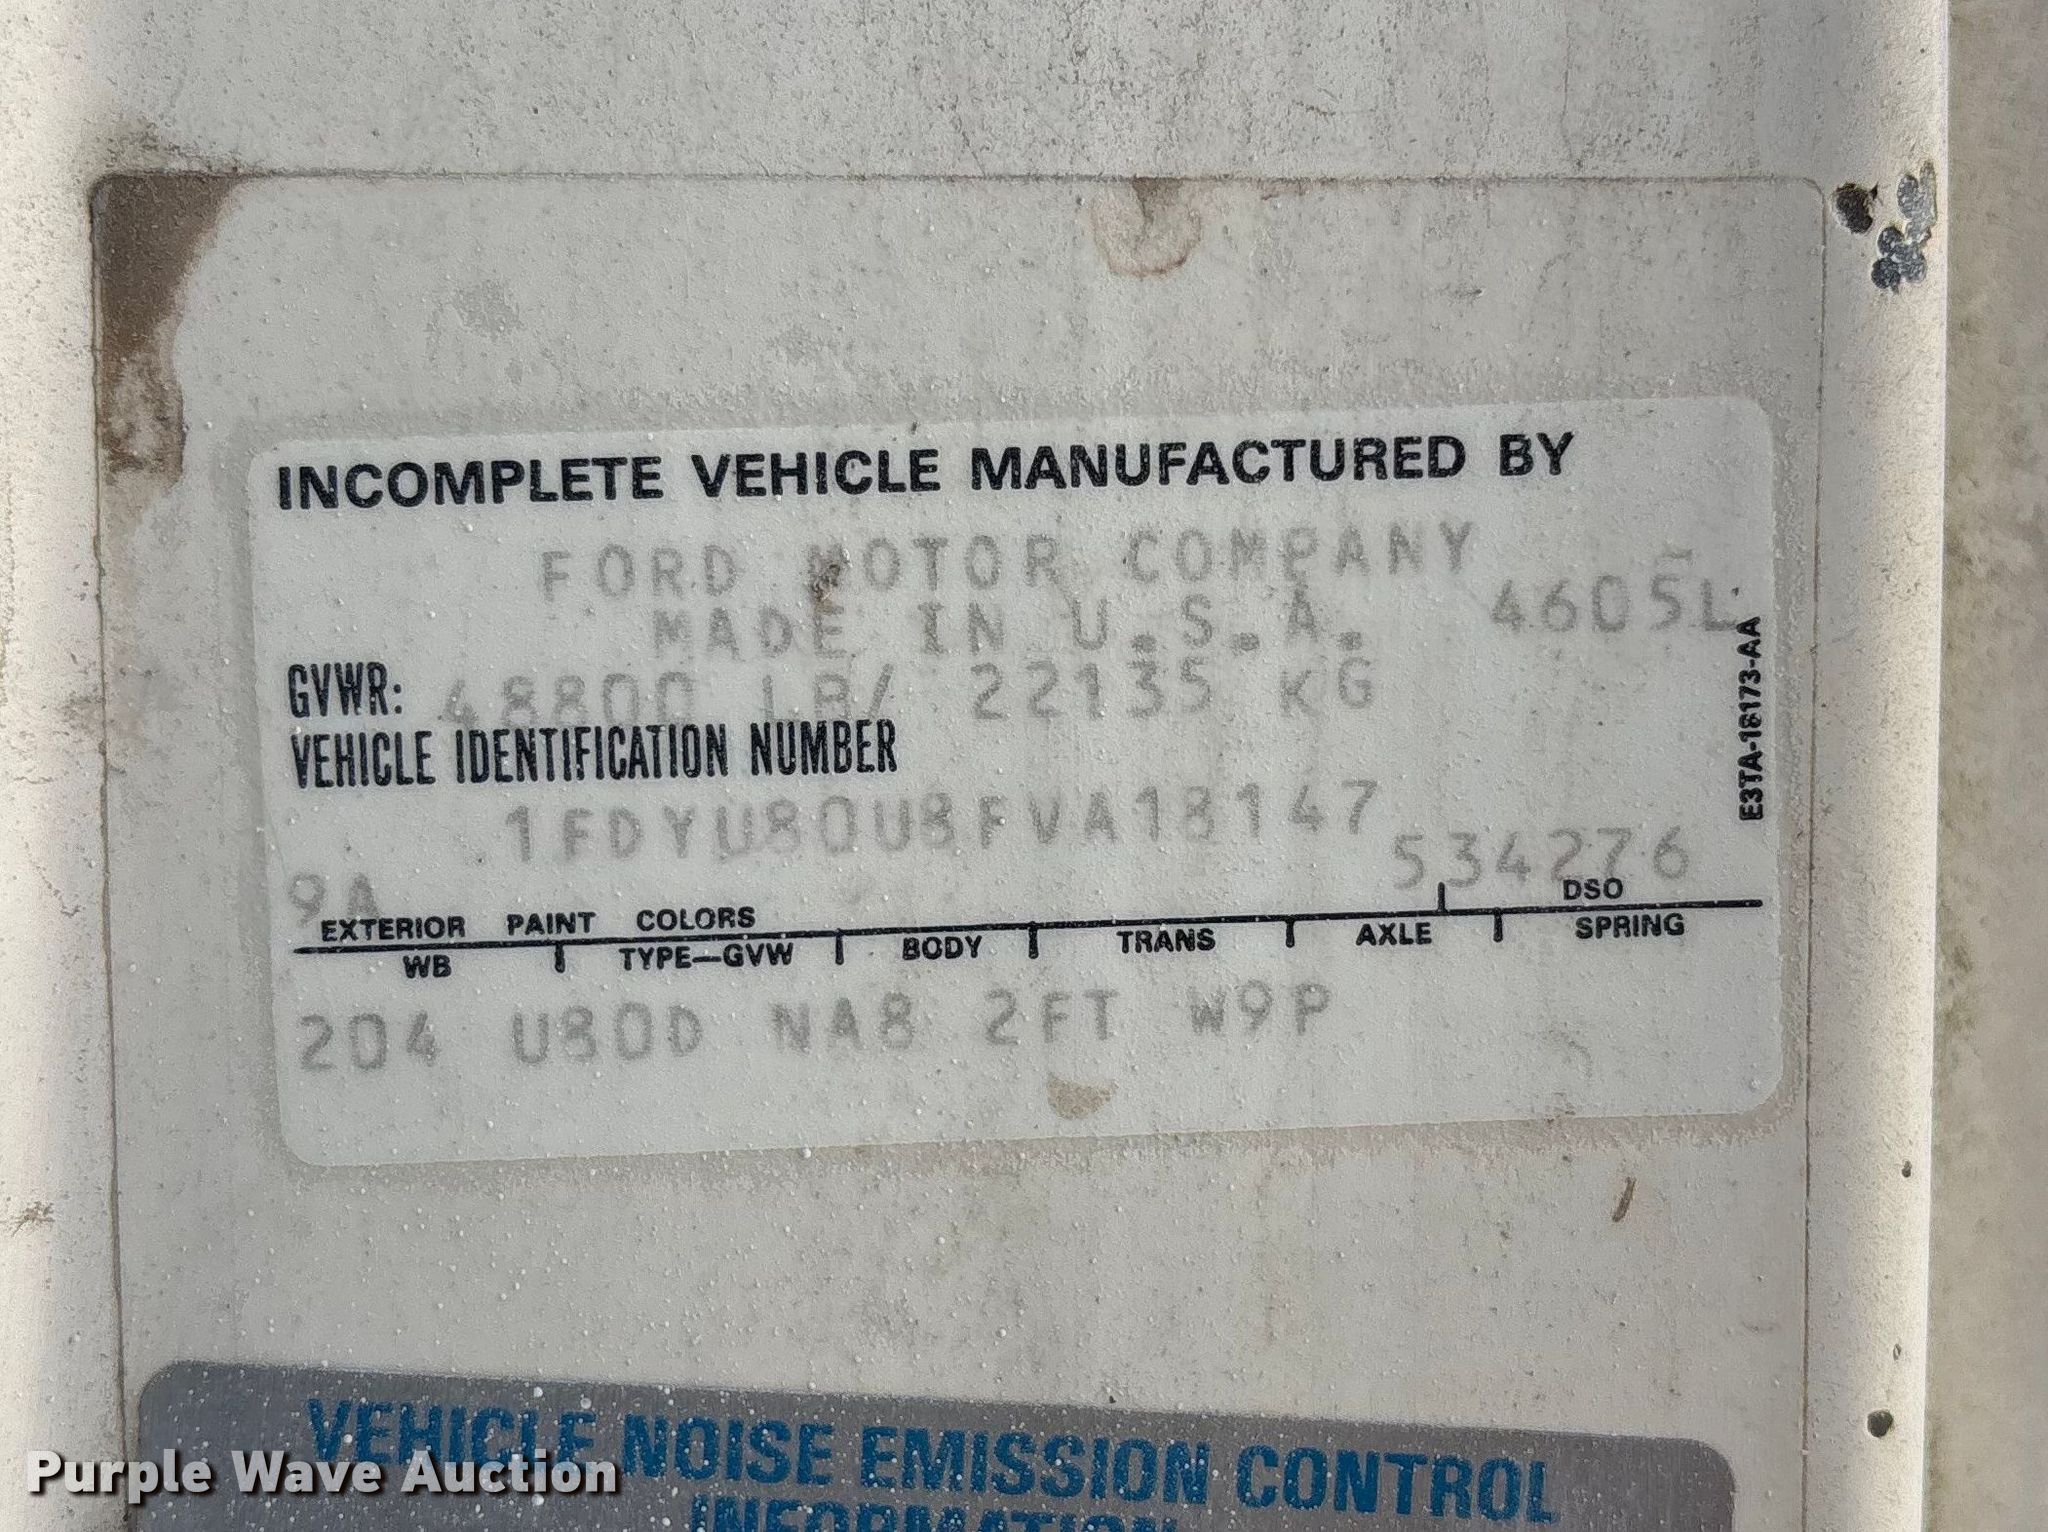 INCOMPLETE VEHICLE MANUFACTURED BY
FORD MOTOR COMPANY
MADE IN U.S.A. 4605L
GVWR: 48800 LB/ 22135 KG
VEHICLE IDENTIFICATION NUMBER
1FDYU80U8FVA18147
534276
9A
EXTERIOR PAINT COLORS DSO
WB TYPE-GVW BODY TRANS AXLE SPRING
204 U80D NA8 2FT W9P
E3TA-16173-AA
VEHICLE NOISE EMISSION CONTROL
INFORMATION
Purple Wave Auction